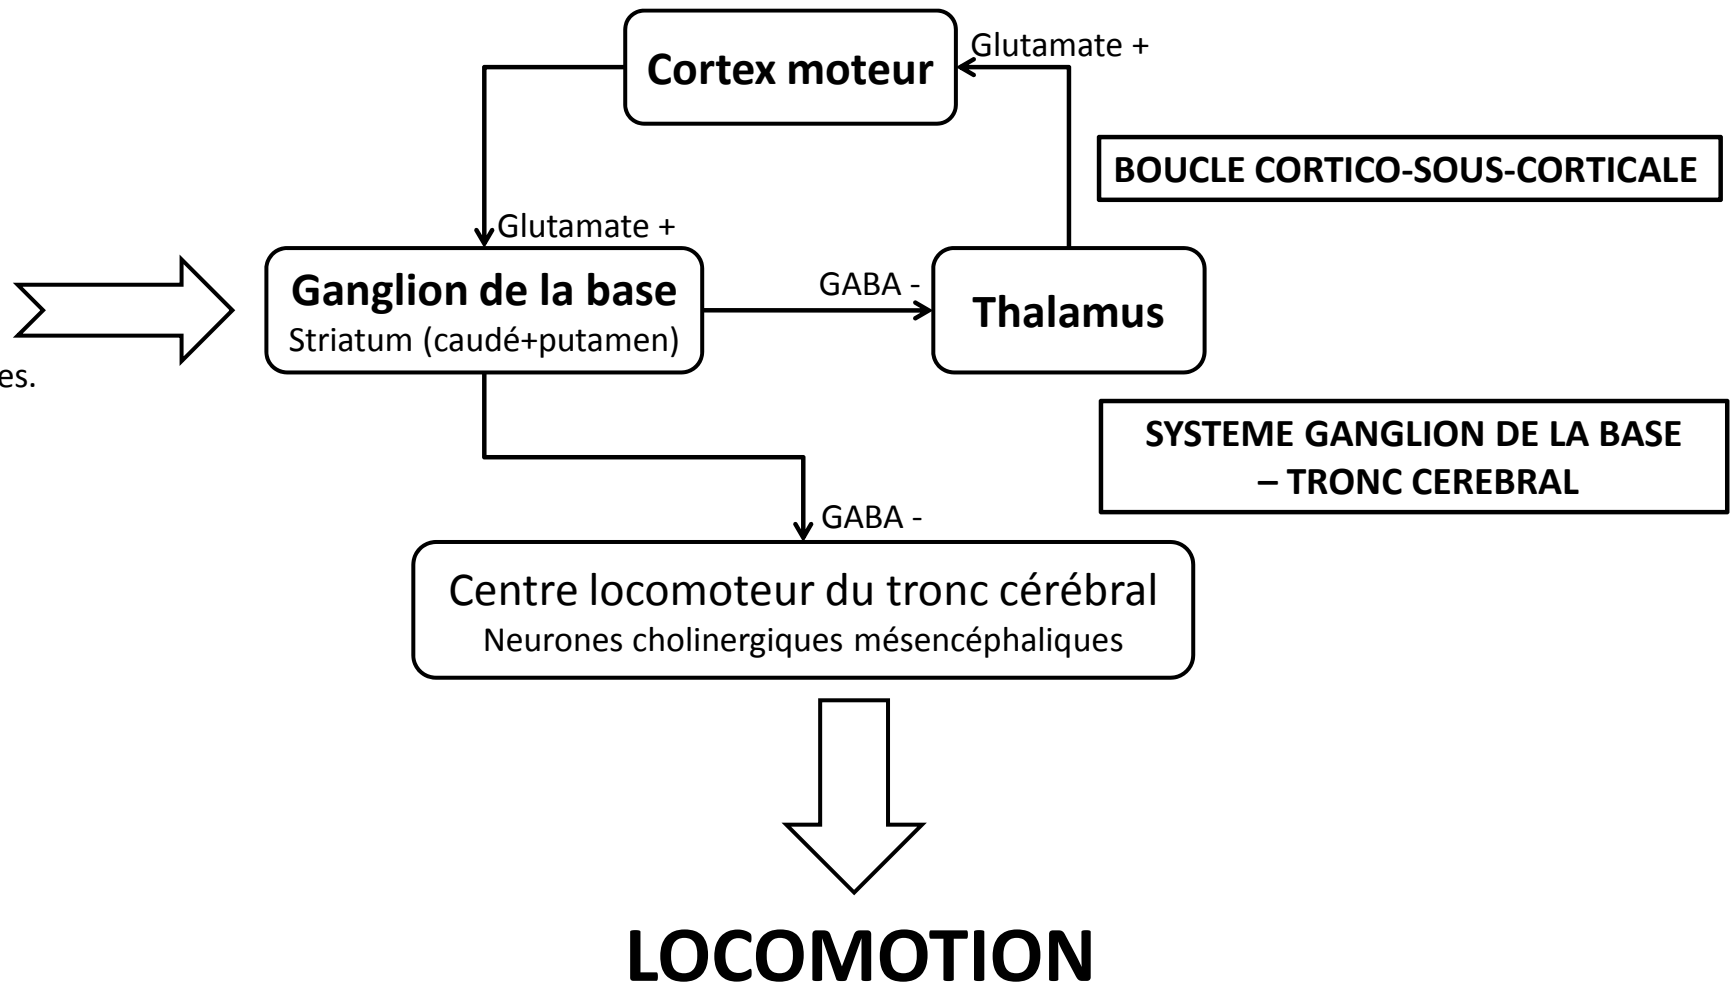 Cortex moteur
Glutamate +
BOUCLE CORTICO-SOUS-CORTICALE
Glutamate +
Ganglion de la base
Striatum (caudé+putamen)
GABA -
Thalamus
es.
SYSTEME GANGLION DE LA BASE
– TRONC CEREBRAL
GABA -
Centre locomoteur du tronc cérébral
Neurones cholinergiques mésencéphaliques
LOCOMOTION